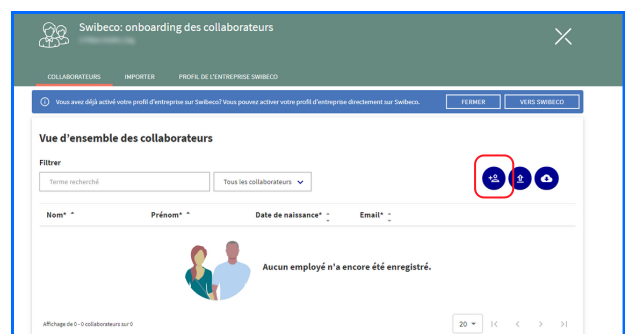 Swibeco: onboarding des collaborateurs
COLLABORATEURS IMPORTER PROFIL DE L'ENTREPRISE SWIBECO
Vous avez déjà activé votre profil d'entreprise sur Swibeco? Vous pouvez activer votre profil d'entreprise directement sur Swibeco. FERMER VERS SWIBECO
Vue d'ensemble des collaborateurs
Filtrer
Terme recherché Tous les collaborateurs
Nom* Prénom* Date de naissance* Email*
Aucun employé n'a encore été enregistré.
Affichage de 0 - 0 collaborateurs sur 0 20